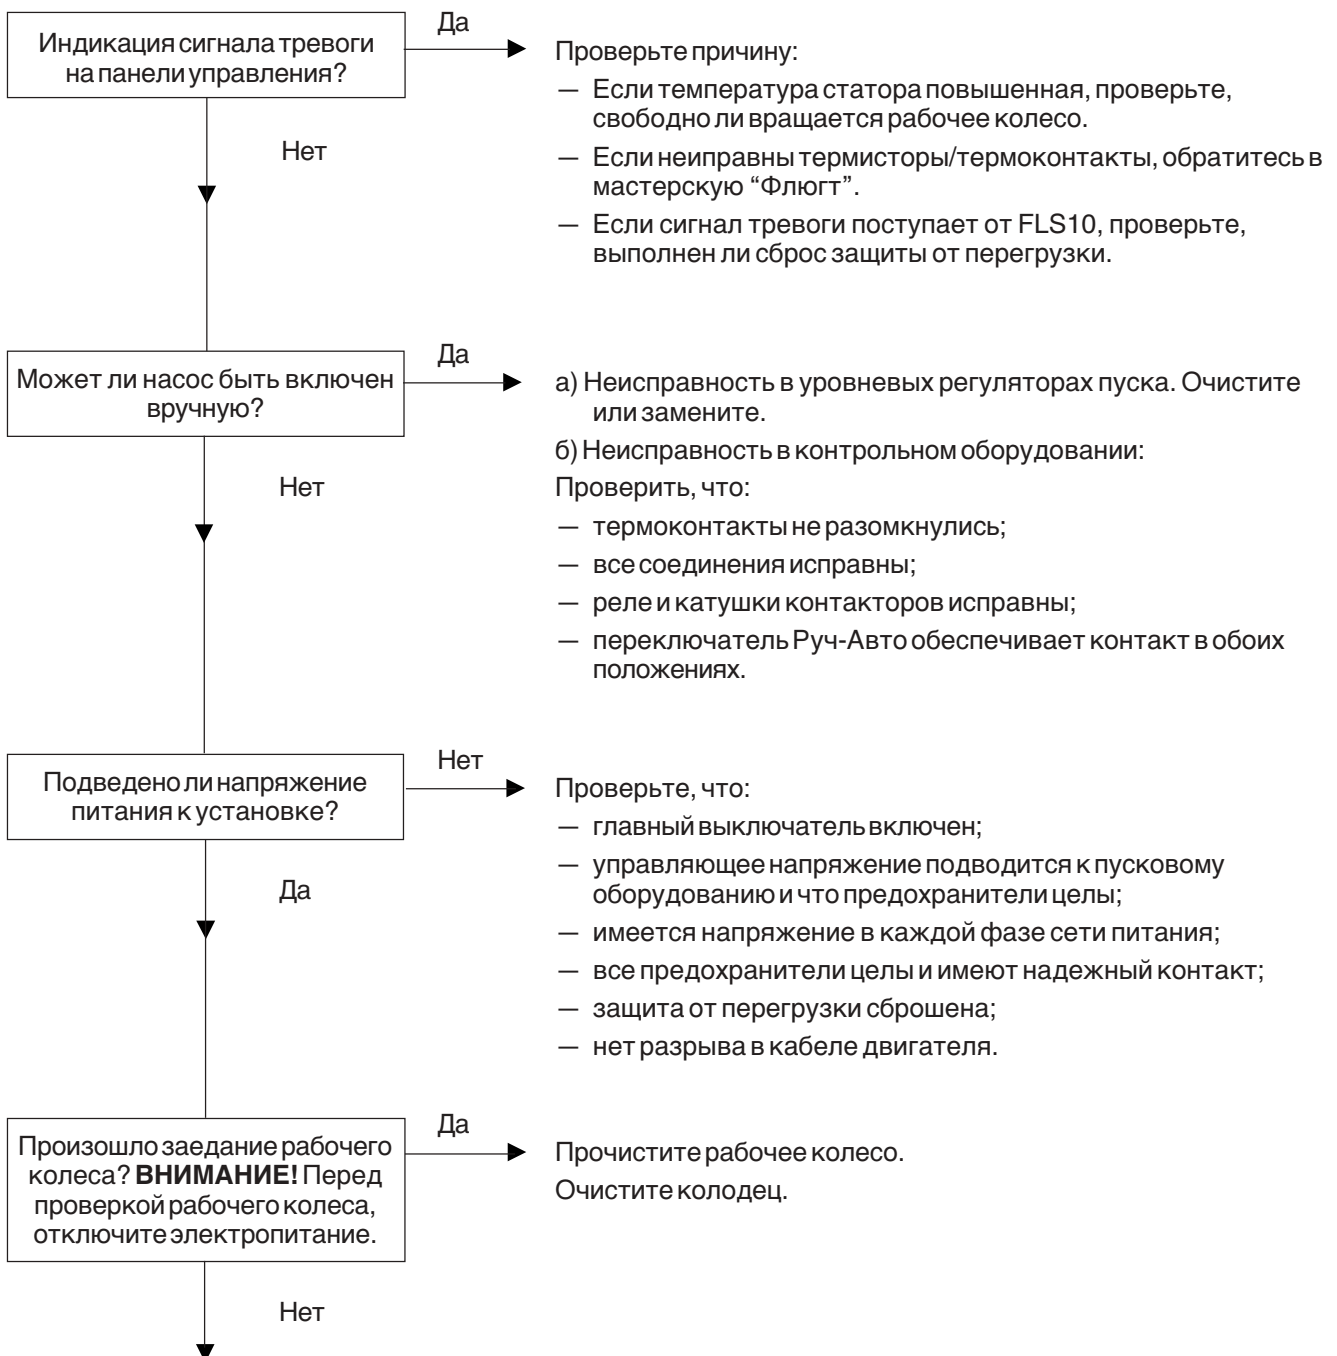 Индикация сигнала тревоги
на панели управления?
Да
Проверьте причину:
— Если температура статора повышенная, проверьте,
свободно ли вращается рабочее колесо.
— Если неипрaвны термисторы/термоконтакты, обратитесь в
мастерскую “Флюгт”.
— Если сигнал тревоги поступает от FLS10, проверьте,
выполнен ли сброс защиты от перегрузки.
Нет
Может ли насос быть включен
вручную?
Да
а) Неисправность в уровневых регуляторах пуска. Очистите
или замените.
б) Неисправность в контрольном оборудовании:
Проверить, что:
— термоконтакты не разомкнулись;
— все соединения исправны;
— реле и катушки контакторов исправны;
— переключатель Руч-Авто обеспечивает контакт в обоих
положениях.
Нет
Подведено ли напряжение
питания к установке?
Нет
Проверьте, что:
— главный выключатель включен;
— управляющее напряжение подводится к пусковому
оборудованию и что предохранители целы;
— имеется напряжение в каждой фазе сети питания;
— все предохранители целы и имеют надежный контакт;
— защита от перегрузки сброшена;
— нет разрыва в кабеле двигателя.
Да
Произошло заедание рабочего
колеса? ВНИМАНИЕ! Перед
проверкой рабочего колеса,
отключите электропитание.
Да
Прочистите рабочее колесо.
Очистите колодец.
Нет